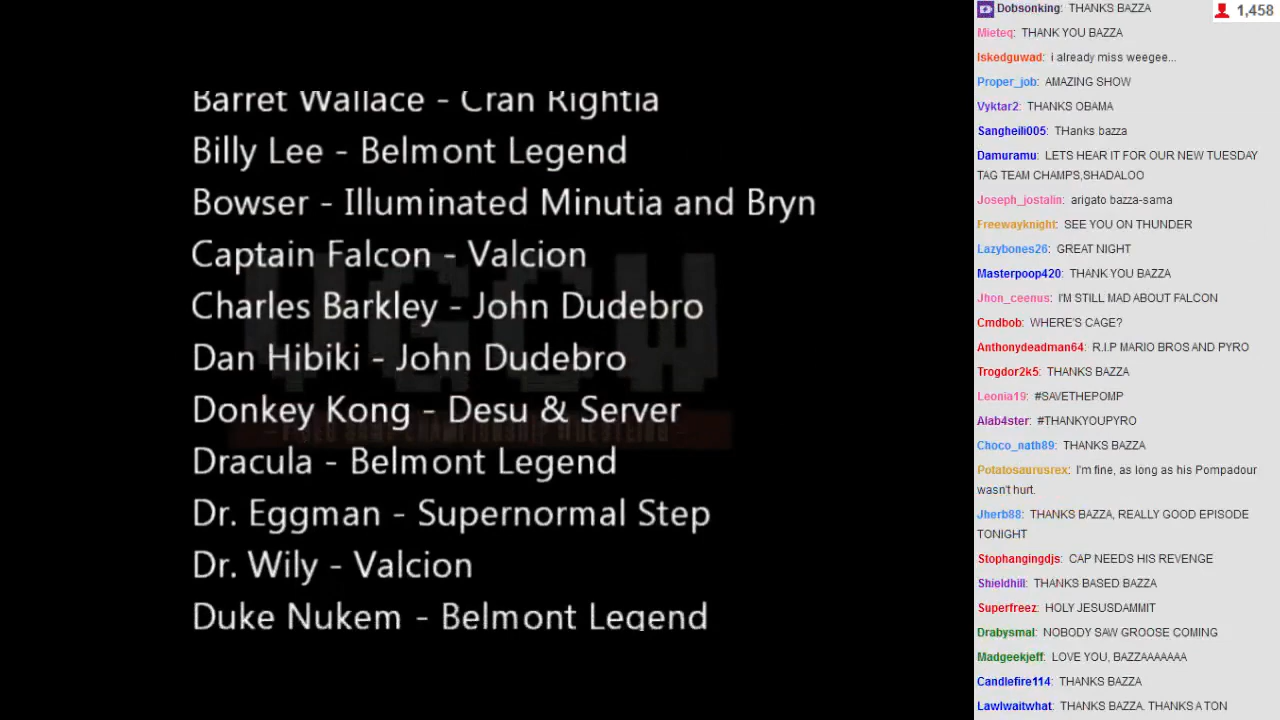 Barret Wallace - Cran Rightia
Billy Lee - Belmont Legend
Bowser - Illuminated Minutia and Bryn
Captain Falcon - Valcion
Charles Barkley - John Dudebro
Dan Hibiki - John Dudebro
Donkey Kong - Desu & Server
Dracula - Belmont Legend
Dr. Eggman - Supernormal Step
Dr. Wily - Valcion
Duke Nukem - Belmont Legend
VGCW
VIDEO GAME CHAMPIONSHIP WRESTLING
1,458
Dobsonking: THANKS BAZZA
Mieteq: THANK YOU BAZZA
Iskedguwad: i already miss weegee...
Proper_job: AMAZING SHOW
Vyktar2: THANKS OBAMA
Sangheili005: THanks bazza
Damuramu: LETS HEAR IT FOR OUR NEW TUESDAY
TAG TEAM CHAMPS,SHADALOO
Joseph_jostalin: arigato bazza-sama
Freewayknight: SEE YOU ON THUNDER
Lazybones26: GREAT NIGHT
Masterpoop420: THANK YOU BAZZA
Jhon_ceenus: I'M STILL MAD ABOUT FALCON
Cmdbob: WHERE'S CAGE?
Anthonydeadman64: R.I.P MARIO BROS AND PYRO
Trogdor2k5: THANKS BAZZA
Leonia19: #SAVETHEPOMP
Alab4ster: #THANKYOUPYRO
Choco_nath89: THANKS BAZZA
Potatosaurusrex: I'm fine, as long as his Pompadour
wasn't hurt.
Jherb88: THANKS BAZZA, REALLY GOOD EPISODE
TONIGHT
Stophangingdjs: CAP NEEDS HIS REVENGE
Shieldhill: THANKS BASED BAZZA
Superfreez: HOLY JESUSDAMMIT
Drabysmal: NOBODY SAW GROOSE COMING
Madgeekjeff: LOVE YOU, BAZZAAAAAAA
Candlefire114: THANKS BAZZA
Lawlwaitwhat: THANKS BAZZA. THANKS A TON